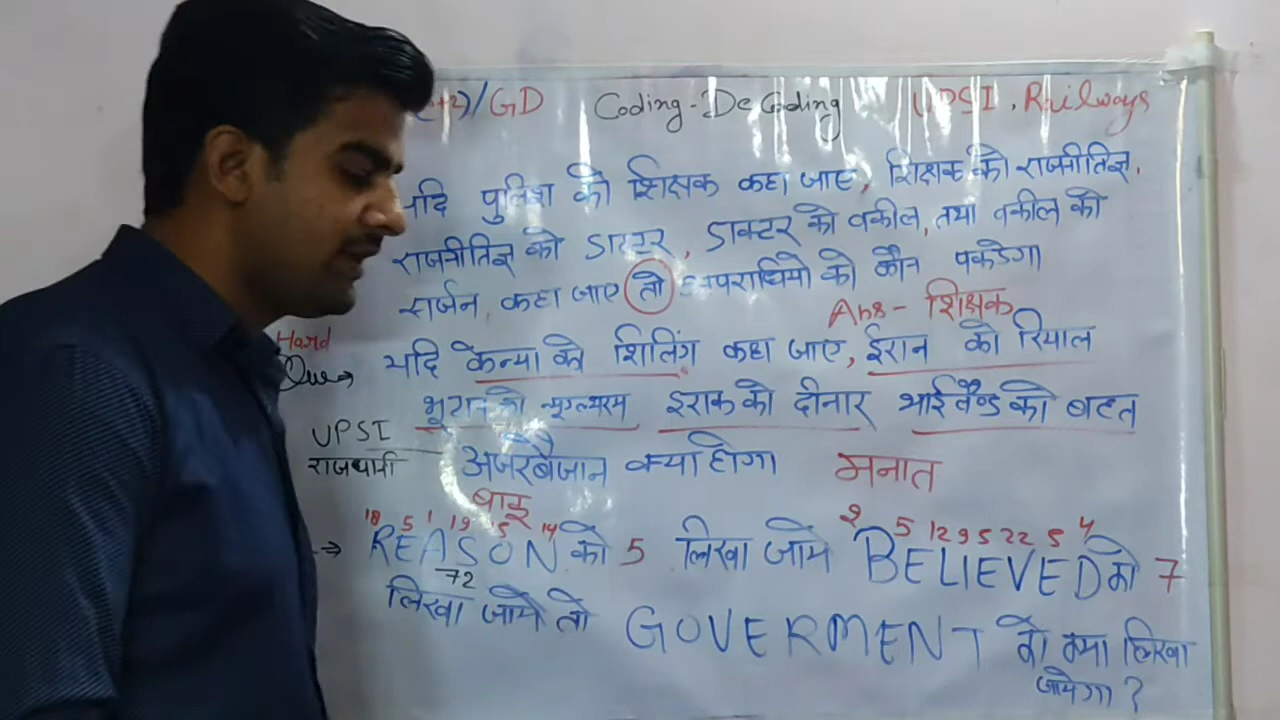 +2)/GD Coding-DeCoding UPSI, Railways
यदि पुलिश को शिक्षक कहा जाए, शिक्षक को राजनीतिज्ञ,
राजनीतिज्ञ को डाक्टर, डाक्टर को वकील, तथा वकील को
सर्जन, कहा जाए तो अपराधियो को कौन पकडेगा
Ans- शिक्षक
Hard
Que→ यदि केन्या को शिलिंग कहा जाए, ईरान को रियाल
भूटान को इराक को दीनार थाईलैण्ड को बहत
UPSI
राजधानी अजरबैजान क्या होगा मनात
बाकू
18 5 1 19 15 14 2 5 12 9 5 22 5 4
→ REASON को 5 लिखा जाये BELIEVED को 7
72
लिखा जाये तो GOVERMENT को क्या लिखा
जायेगा ?